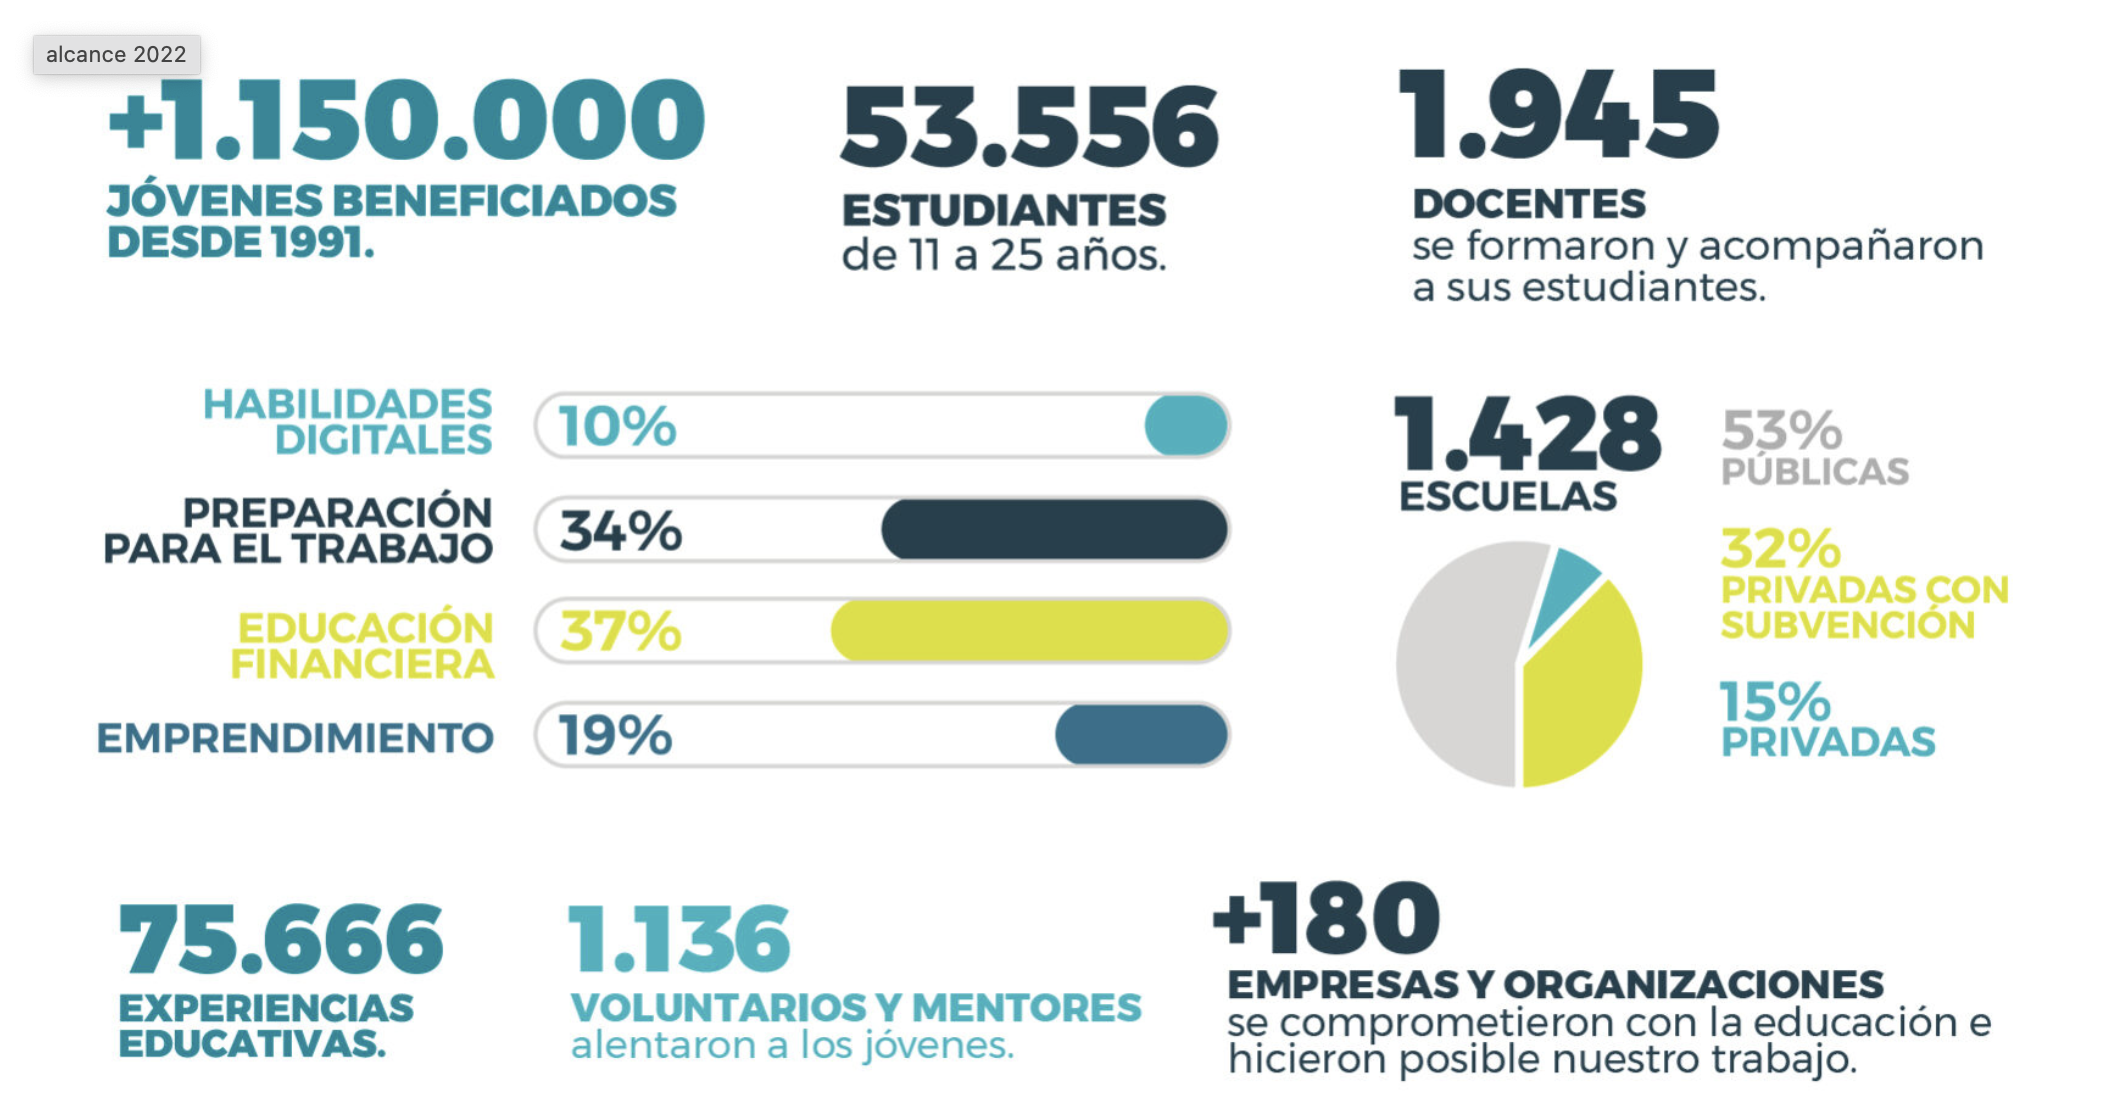 alcance 2022
+1.150.000
JÓVENES BENEFICIADOS
DESDE 1991.
53.556
ESTUDIANTES
de 11 a 25 años.
1.945
DOCENTES
se formaron y acompañaron
a sus estudiantes.
HABILIDADES
DIGITALES
10%
PREPARACIÓN
PARA EL TRABAJO
34%
EDUCACIÓN
FINANCIERA
37%
EMPRENDIMIENTO
19%
1.428
ESCUELAS
53%
PÚBLICAS
32%
PRIVADAS CON
SUBVENCIÓN
15%
PRIVADAS
75.666
EXPERIENCIAS
EDUCATIVAS.
1.136
VOLUNTARIOS Y MENTORES
alentaron a los jóvenes.
+180
EMPRESAS Y ORGANIZACIONES
se comprometieron con la educación e
hicieron posible nuestro trabajo.